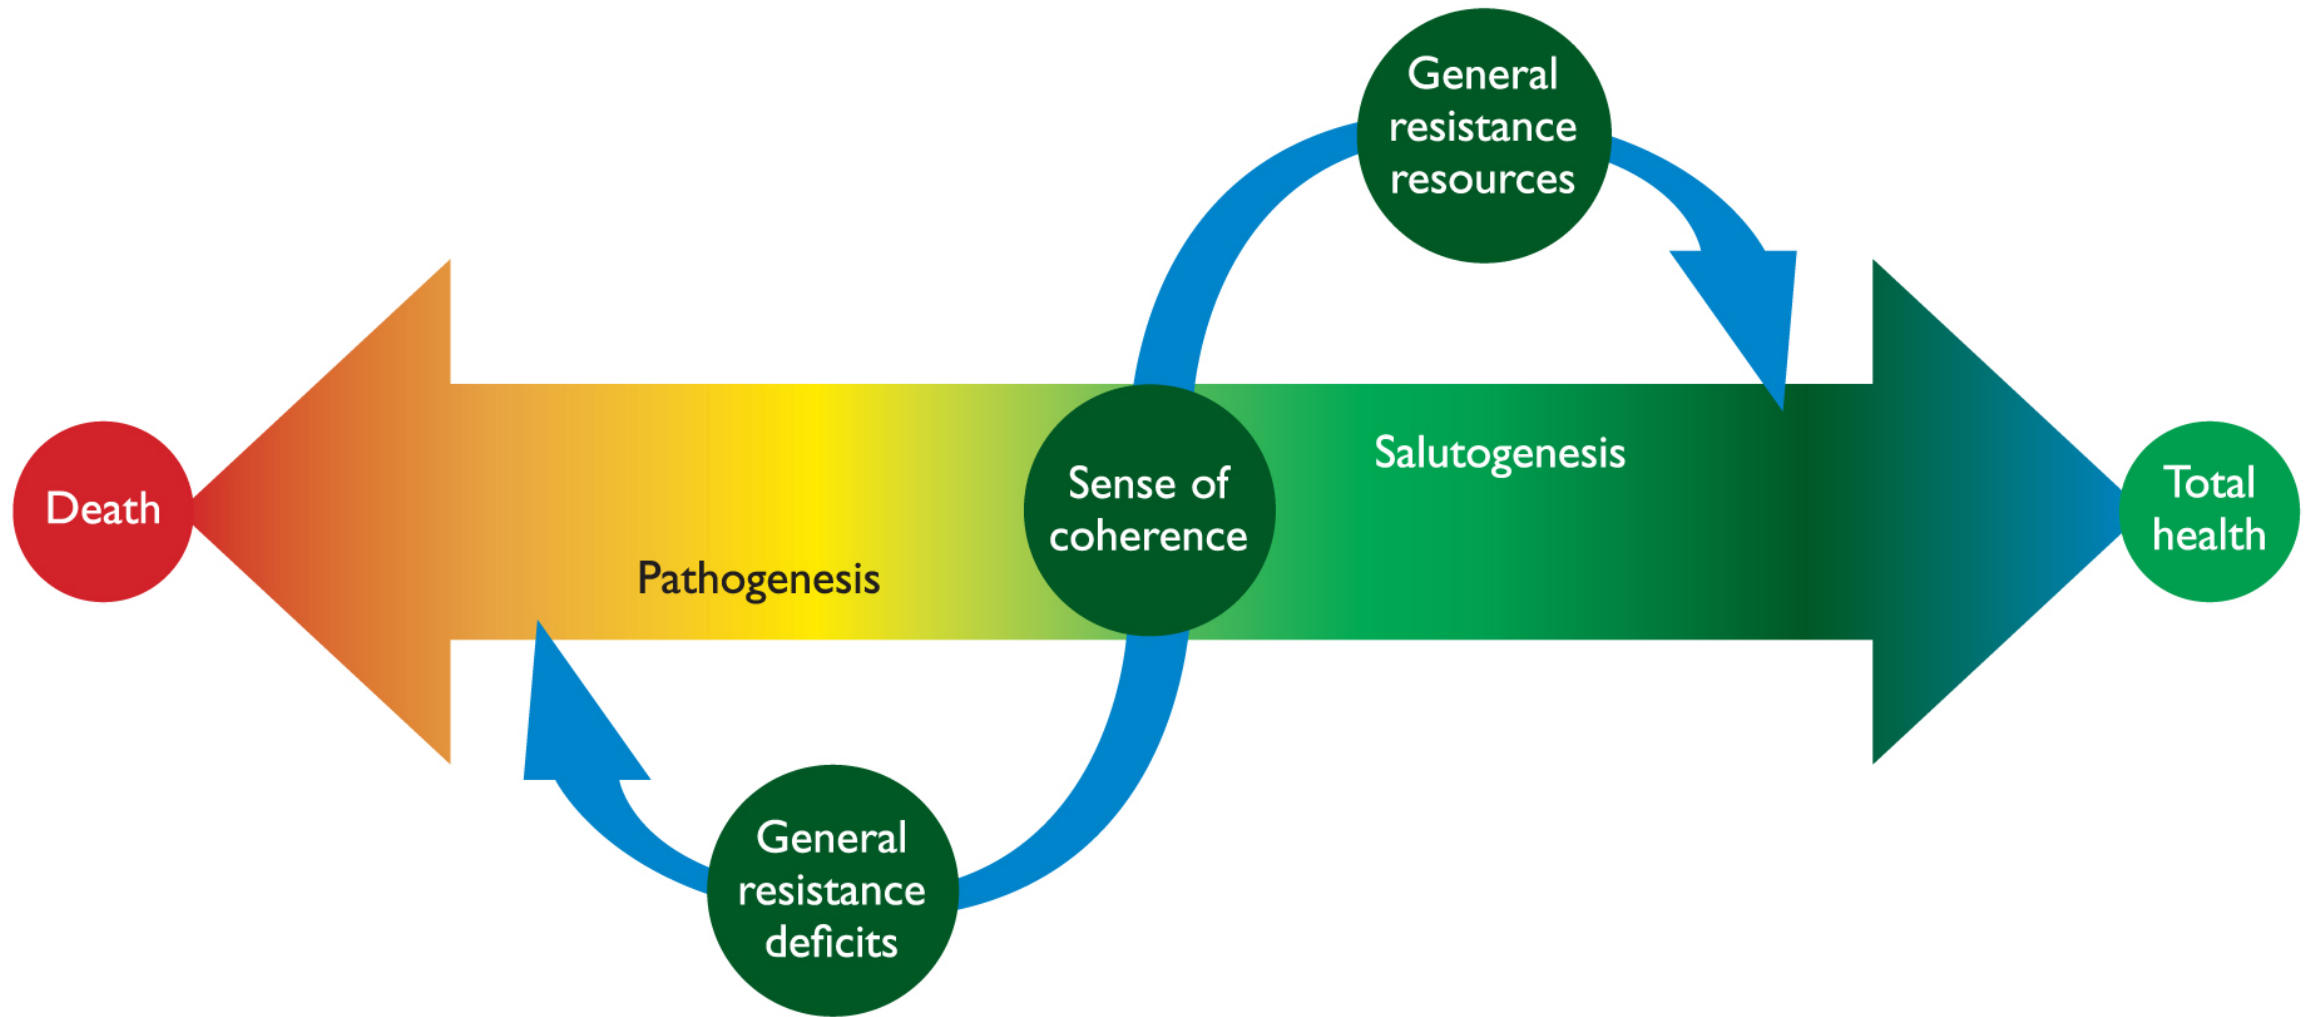 General
resistance
resources
Salutogenesis
Death
Sense of
coherence
Total
health
Pathogenesis
General
resistance
deficits